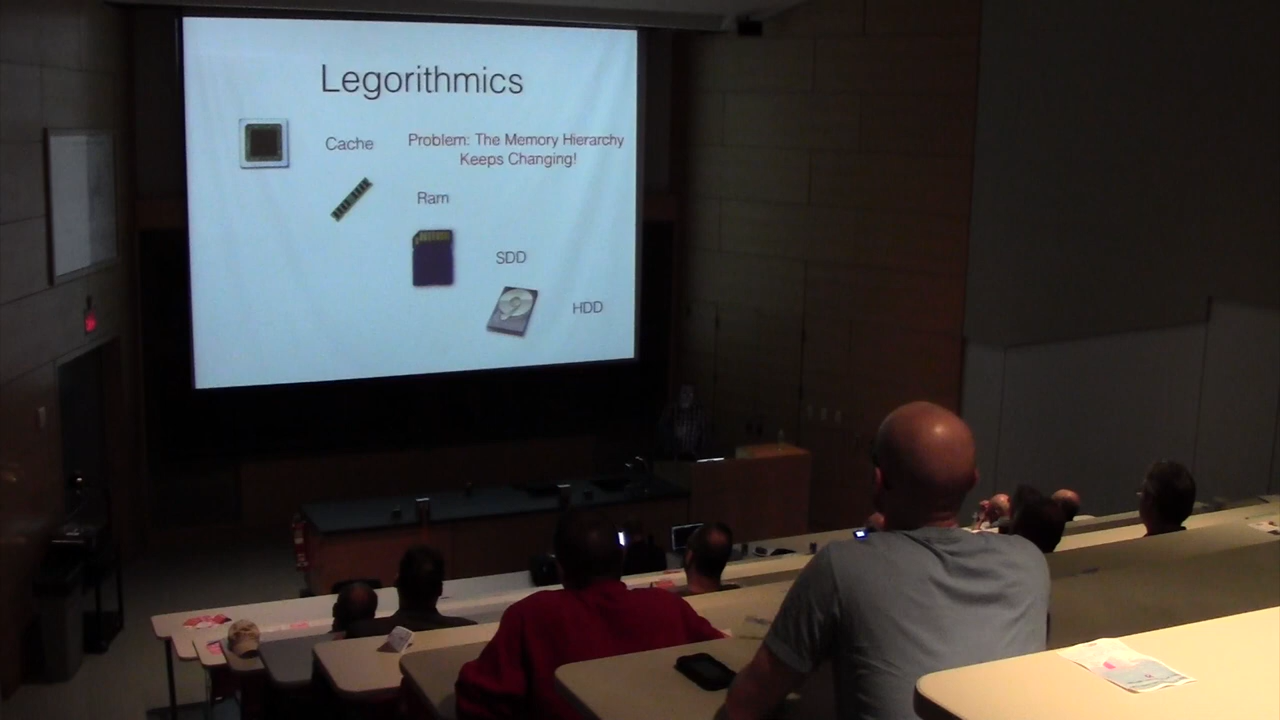 Legorithmics
Cache
Problem: The Memory Hierarchy
Keeps Changing!
Ram
SDD
HDD